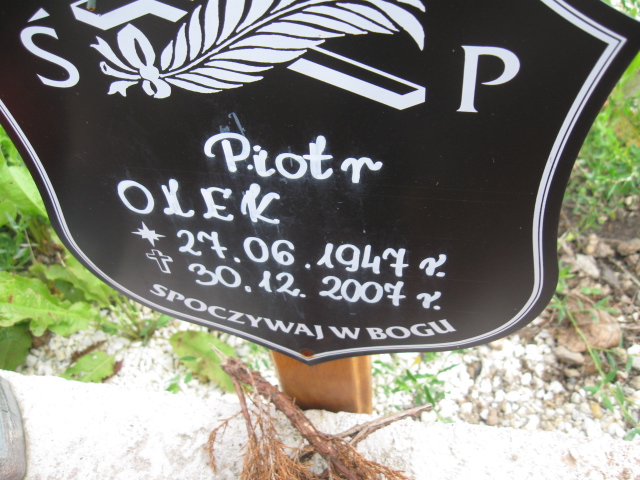 Ś P
Piotr
OLEK
* 27.06.1947 r.
✝ 30.12.2007 r.
SPOCZYWAJ W BOGU